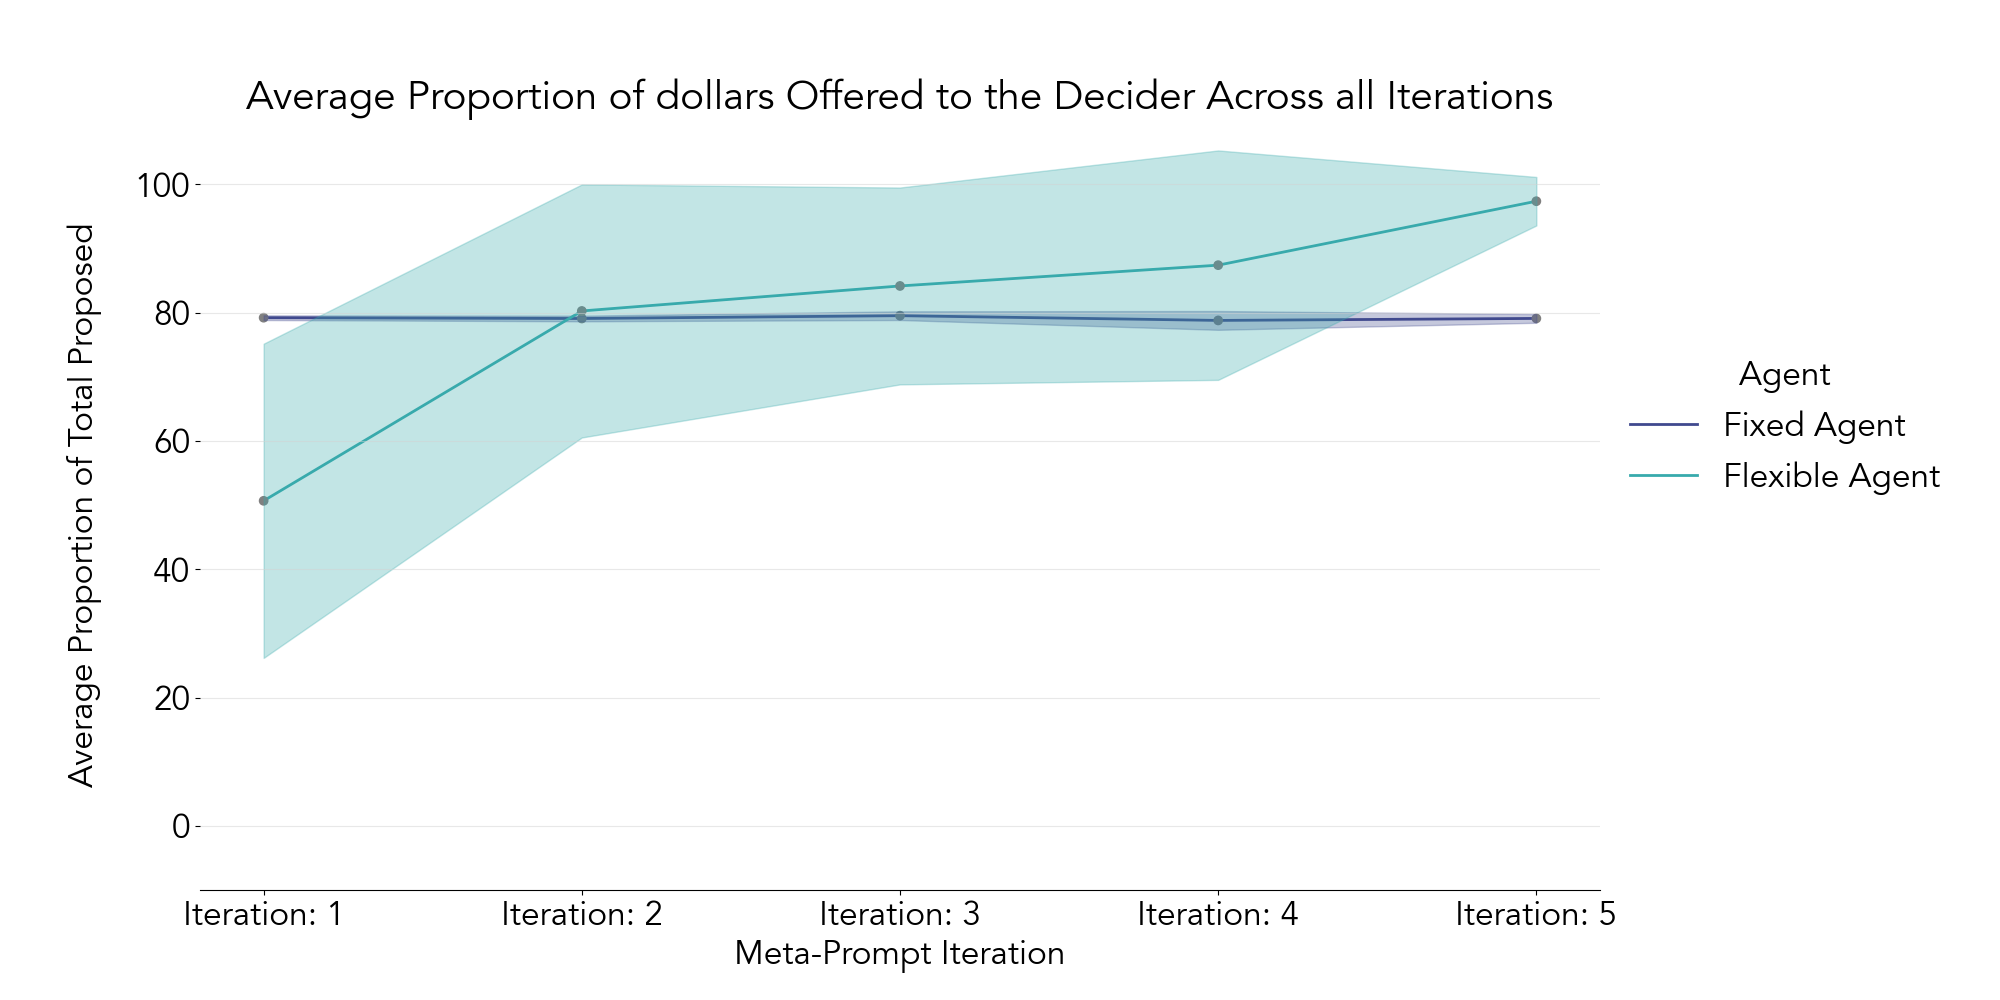 Average Proportion of dollars Offered to the Decider Across all Iterations
Average Proportion of Total Proposed
100
80
60
40
20
0
Iteration: 1
Iteration: 2
Iteration: 3
Iteration: 4
Iteration: 5
Meta-Prompt Iteration
Agent
Fixed Agent
Flexible Agent